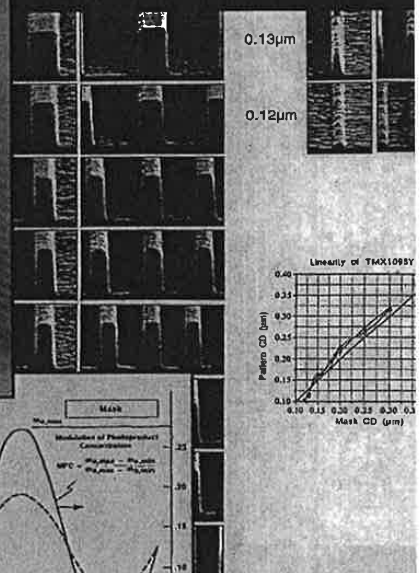 0.13µm
0.12µm
Linearity of TMX1095Y
0.40
0.35
0.30
0.25
0.20
0.15
0.10
Pattern CD (µm)
0.10 0.15 0.20 0.25 0.30 0.3
Mask CD (µm)
Mask
Modulation of Photoproduct
Concentration
MPC =
.25
.20
.15
.10